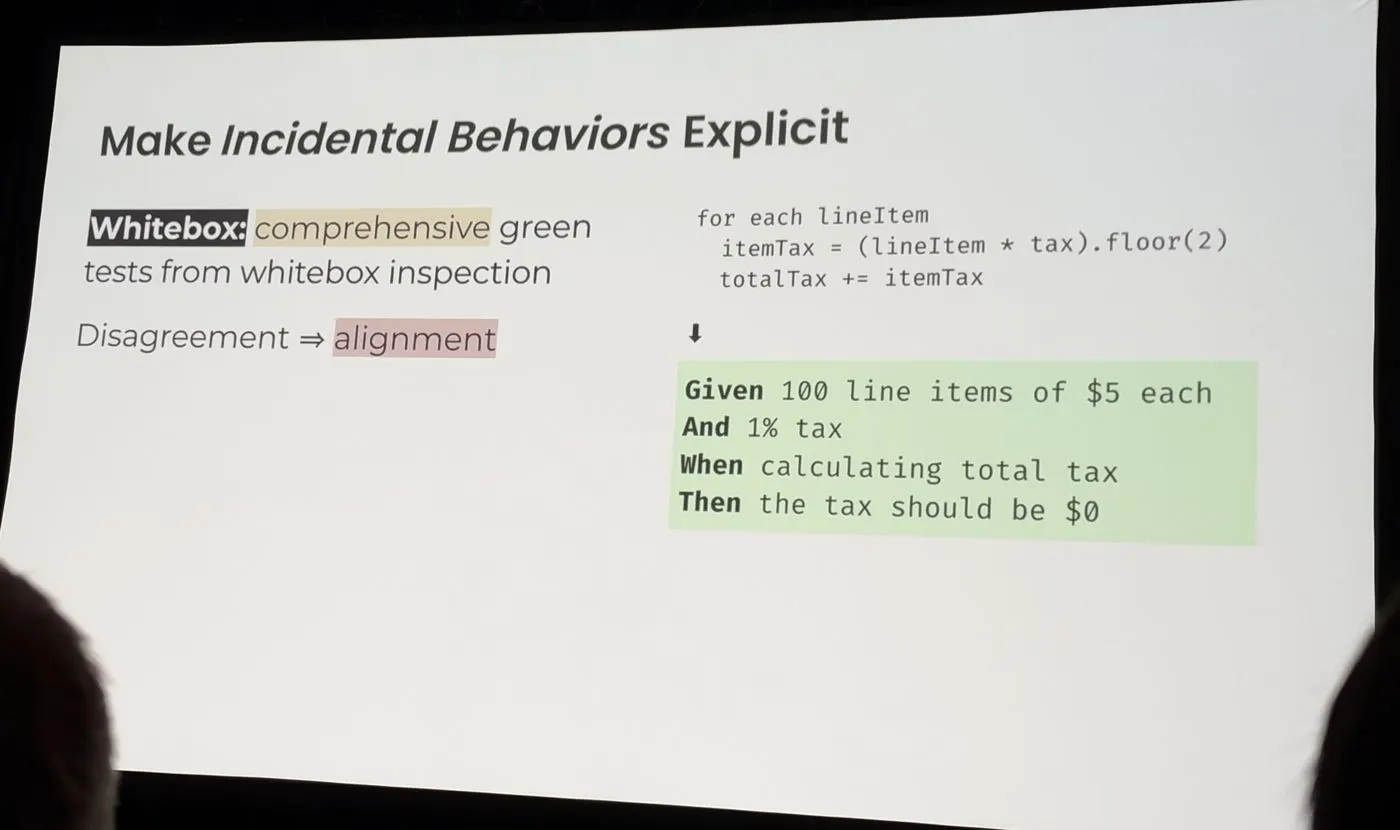 Make Incidental Behaviors Explicit
Whitebox: comprehensive green
tests from whitebox inspection
Disagreement ⇒ alignment
for each lineItem
itemTax = (lineItem * tax).floor(2)
totalTax += itemTax
⬇
Given 100 line items of $5 each
And 1% tax
When calculating total tax
Then the tax should be $0